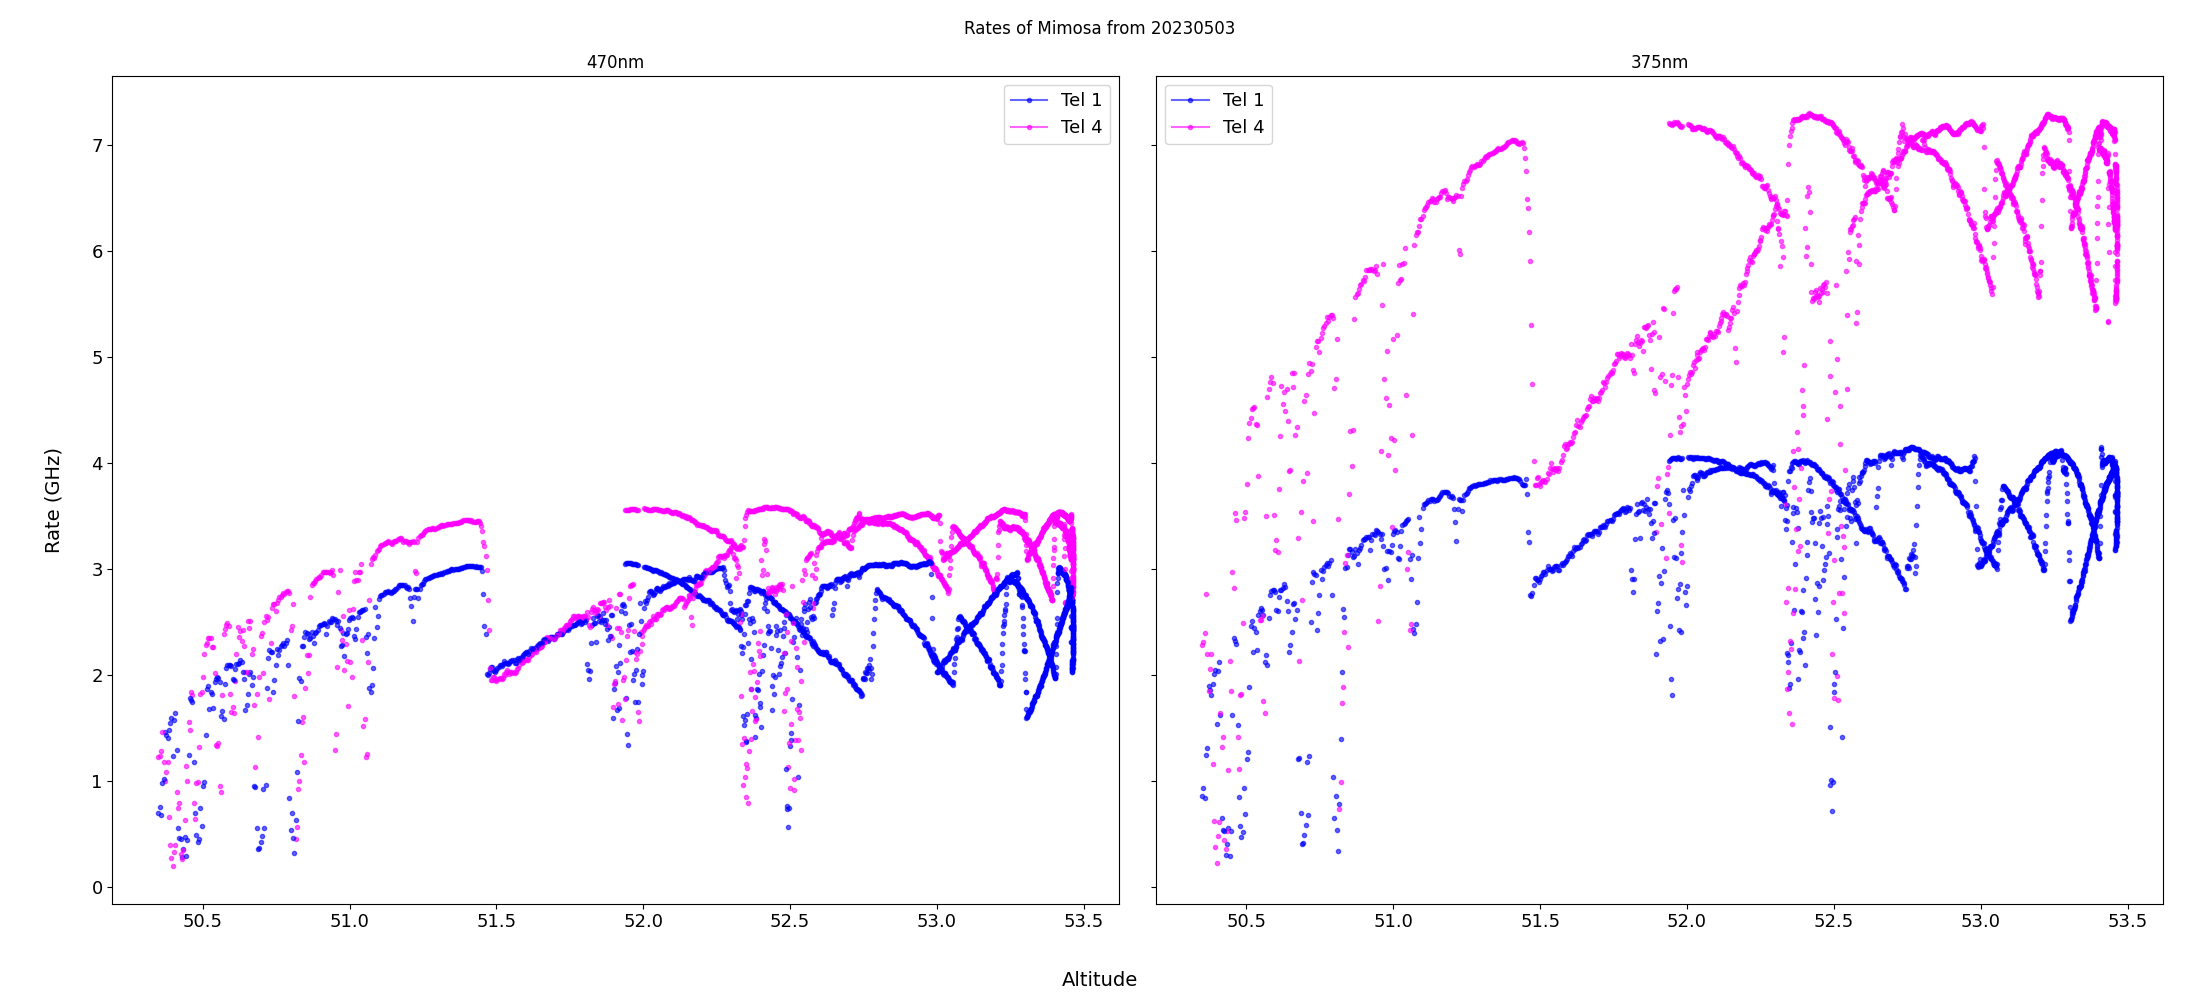 Rates of Mimosa from 20230503
470nm
375nm
Tel 1
Tel 4
Tel 1
Tel 4
Rate (GHz)
7
6
5
4
3
2
1
0
50.5 51.0 51.5 52.0 52.5 53.0 53.5
50.5 51.0 51.5 52.0 52.5 53.0 53.5
Altitude